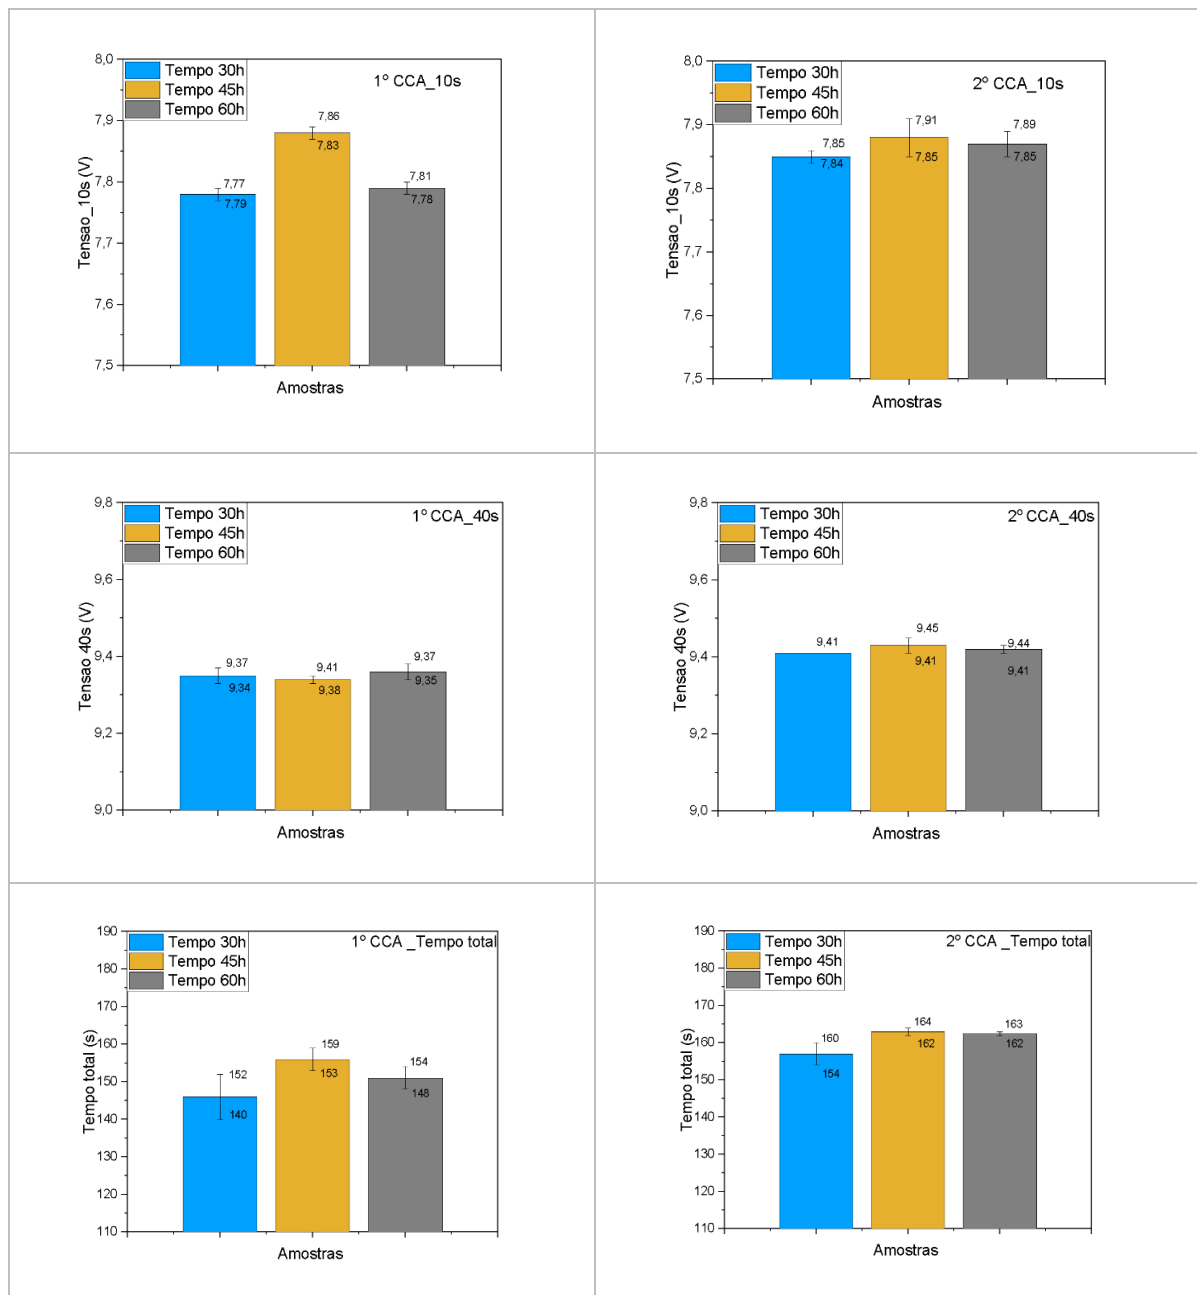 1º CCA_10s
Tempo 30h
Tempo 45h
Tempo 60h
Tensao_10s (V)
8,0
7,9
7,8
7,7
7,6
7,5
7,77
7,79
7,86
7,83
7,81
7,78
Amostras
2º CCA_10s
Tempo 30h
Tempo 45h
Tempo 60h
Tensao_10s (V)
8,0
7,9
7,8
7,7
7,6
7,5
7,85
7,84
7,91
7,85
7,89
7,85
Amostras
1º CCA_40s
Tempo 30h
Tempo 45h
Tempo 60h
Tensao 40s (V)
9,8
9,6
9,4
9,2
9,0
9,37
9,34
9,41
9,38
9,37
9,35
Amostras
2º CCA_40s
Tempo 30h
Tempo 45h
Tempo 60h
Tensao 40s (V)
9,8
9,6
9,4
9,2
9,0
9,41
9,45
9,41
9,44
9,41
Amostras
1º CCA _Tempo total
Tempo 30h
Tempo 45h
Tempo 60h
Tempo total (s)
190
180
170
160
150
140
130
120
110
152
140
159
153
154
148
Amostras
2º CCA _Tempo total
Tempo 30h
Tempo 45h
Tempo 60h
Tempo total (s)
190
180
170
160
150
140
130
120
110
160
154
164
162
163
162
Amostras